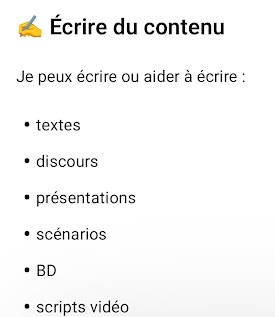 ✍️ Écrire du contenu
Je peux écrire ou aider à écrire :
• textes
• discours
• présentations
• scénarios
• BD
• scripts vidéo